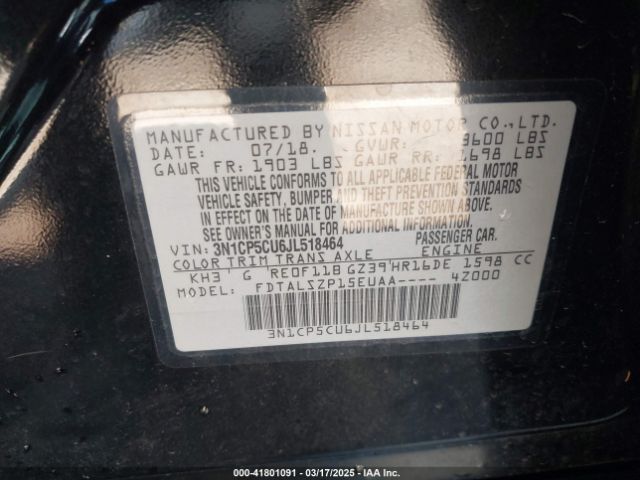 MANUFACTURED BY NISSAN MOTOR CO.,LTD.
DATE: 07/18. GVWR: 3600 LBS
GAWR FR: 1903 LBS GAWR RR: 1698 LBS
THIS VEHICLE CONFORMS TO ALL APPLICABLE FEDERAL MOTOR
VEHICLE SAFETY, BUMPER AND THEFT PREVENTION STANDARDS
IN EFFECT ON THE DATE OF MANUFACTURE SHOWN ABOVE.
SEE OWNER'S MANUAL FOR ADDITIONAL INFORMATION.
VIN: 3N1CP5CU6JL518464 PASSENGER CAR.
COLOR TRIM TRANS AXLE ENGINE
KH3 G RE0F11B GZ39 HR16DE 1598 CC
MODEL: FDTALSZP15EUAA---- 4Z000
3N1CP5CU6JL518464
000-41801091 - 03/17/2025 - IAA Inc.